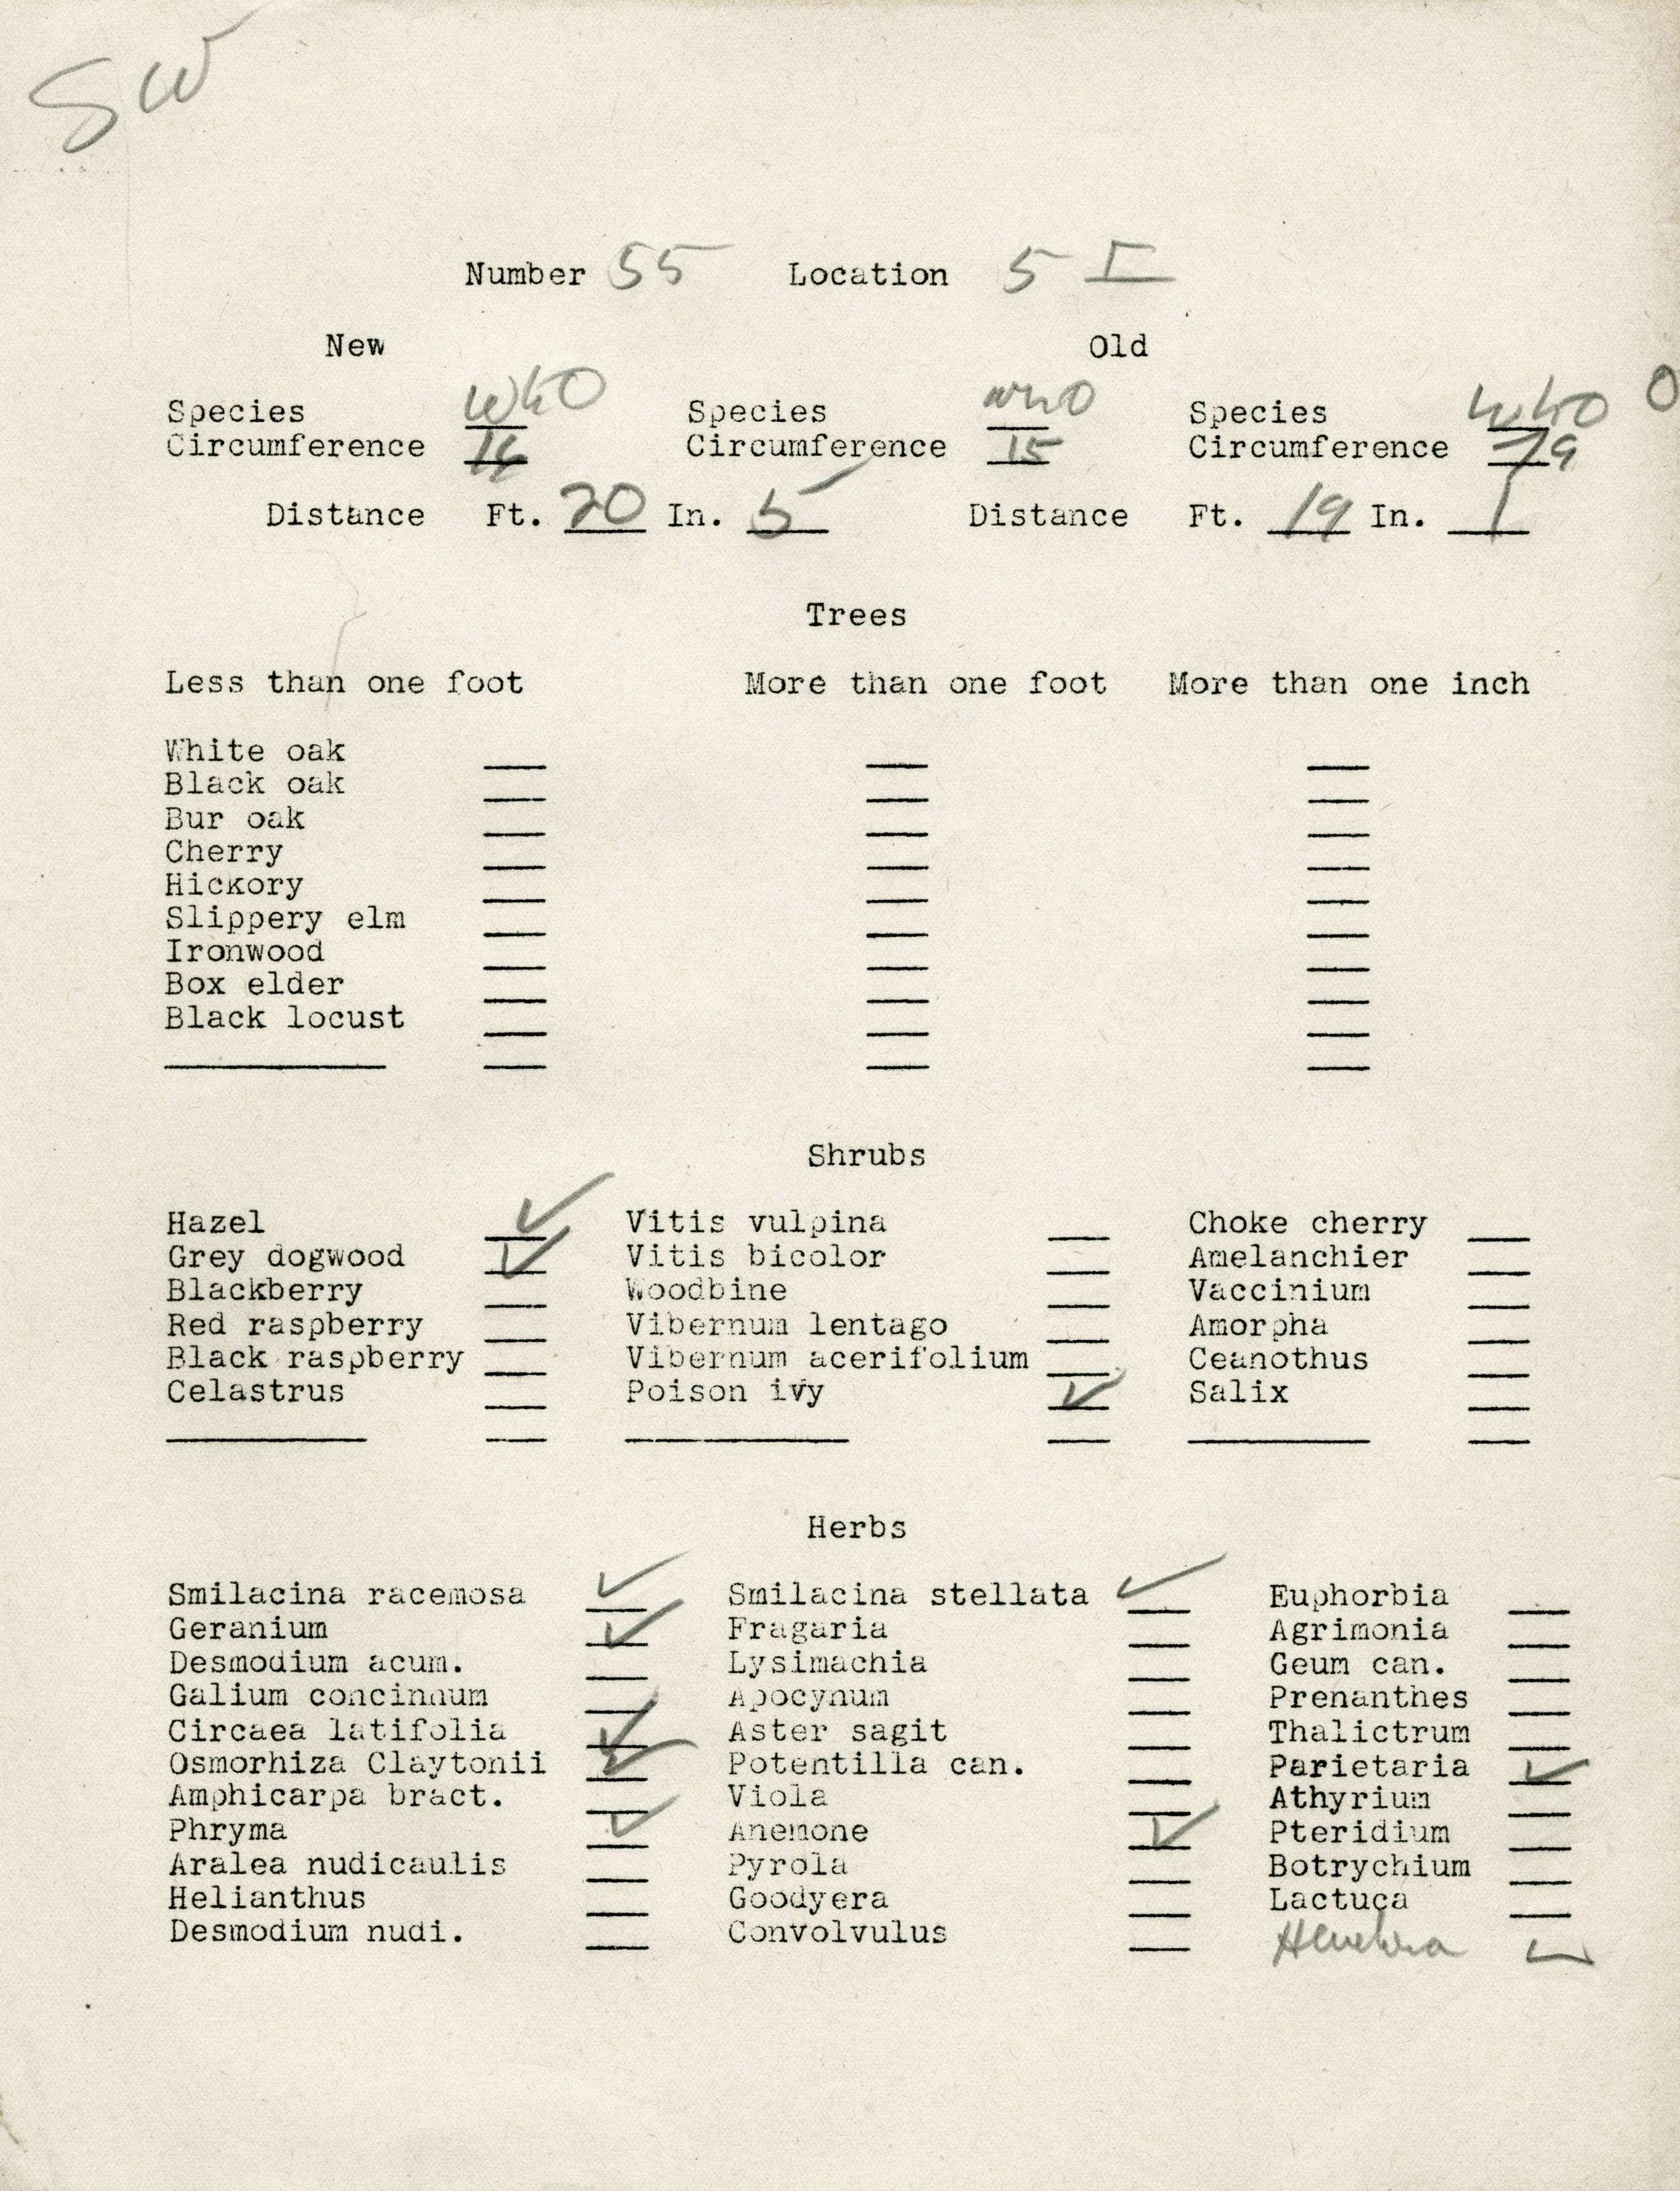 SW
Number 55 Location 5 I
New Old
Species WhO Species WhO Species WhO O
Circumference Circumference 15 Circumference 79
Distance Ft. 20 In. 5 Distance Ft. 19 In. 1
Trees
Less than one foot More than one foot More than one inch
White oak
Black oak
Bur oak
Cherry
Hickory
Slippery elm
Ironwood
Box elder
Black locust
Shrubs
Hazel ✓ Vitis vulpina Choke cherry
Grey dogwood ✓ Vitis bicolor Amelanchier
Blackberry Woodbine Vaccinium
Red raspberry Vibernum lentago Amorpha
Black raspberry Vibernum acerifolium Ceanothus
Celastrus Poison ivy ✓ Salix
Herbs
Smilacina racemosa ✓ Smilacina stellata ✓ Euphorbia
Geranium ✓ Fragaria Agrimonia
Desmodium acum. Lysimachia Geum can.
Galium concinnum Apocynum Prenanthes
Circaea latifolia ✓ Aster sagit Thalictrum
Osmorhiza Claytonii ✓ Potentilla can. Parietaria ✓
Amphicarpa bract. Viola Athyrium
Phryma ✓ Anemone ✓ Pteridium
Aralea nudicaulis Pyrola Botrychium
Helianthus Goodyera Lactuca
Desmodium nudi. Convolvulus